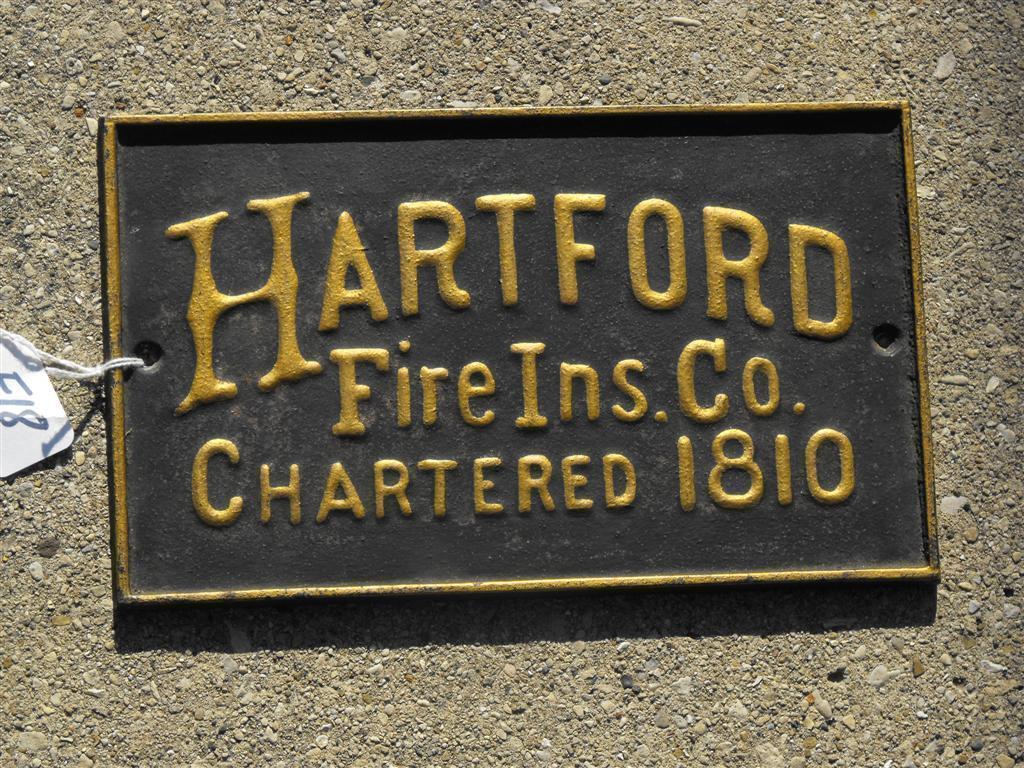 HARTFORD
Fire Ins. Co.
CHARTERED 1810
E18